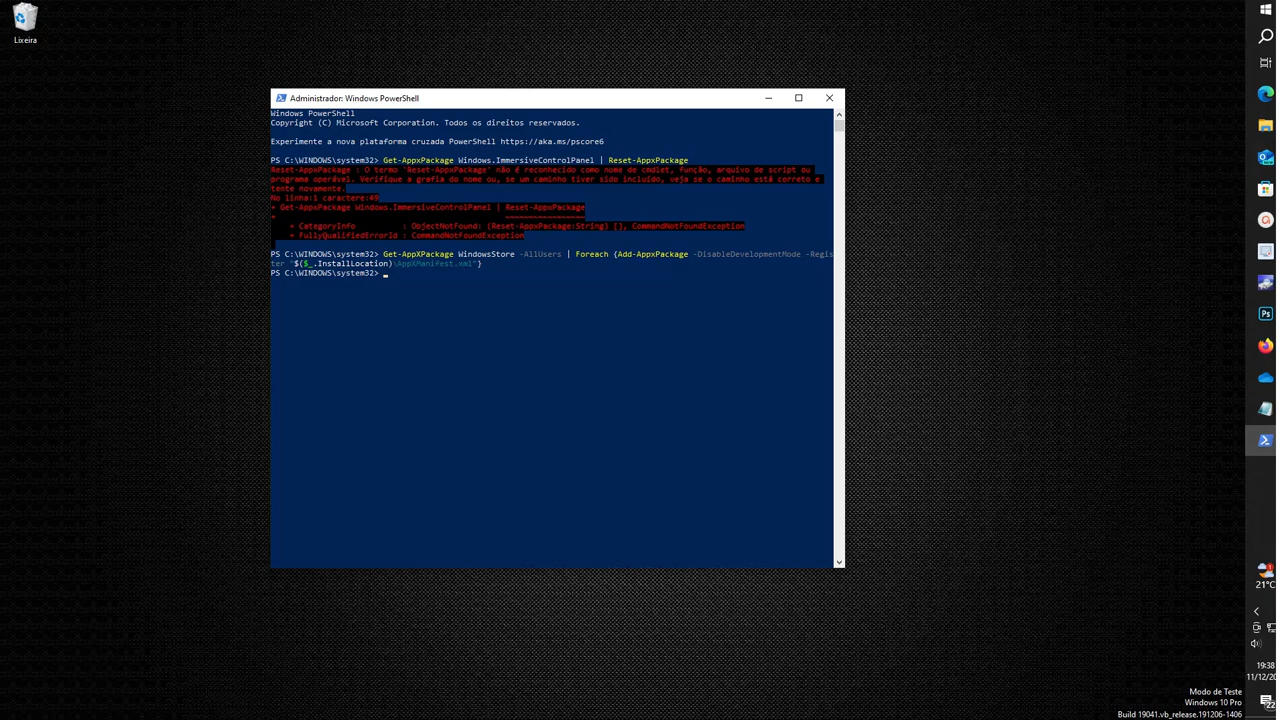 Lixeira
Administrador: Windows PowerShell
Windows PowerShell
Copyright (C) Microsoft Corporation. Todos os direitos reservados.
Experimente a nova plataforma cruzada PowerShell https://aka.ms/pscore6
PS C:\WINDOWS\system32> Get-AppxPackage Windows.ImmersiveControlPanel | Reset-AppxPackage
Reset-AppxPackage : O termo 'Reset-AppxPackage' não é reconhecido como nome de cmdlet, função, arquivo de script ou
programa operável. Verifique a grafia do nome ou, se um caminho tiver sido incluído, veja se o caminho está correto e
tente novamente.
No linha:1 caractere:49
+ Get-AppxPackage Windows.ImmersiveControlPanel | Reset-AppxPackage
+                                                 ~~~~~~~~~~~~~~~~~
+ CategoryInfo          : ObjectNotFound: (Reset-AppxPackage:String) [], CommandNotFoundException
+ FullyQualifiedErrorId : CommandNotFoundException
PS C:\WINDOWS\system32> Get-AppXPackage WindowsStore -AllUsers | Foreach {Add-AppxPackage -DisableDevelopmentMode -Regis
ter "$($_.InstallLocation)\AppXManifest.xml"}
PS C:\WINDOWS\system32> _
Ps
21°C
19:38
11/12/20
22
Modo de Teste
Windows 10 Pro
Build 19041.vb_release.191206-1406